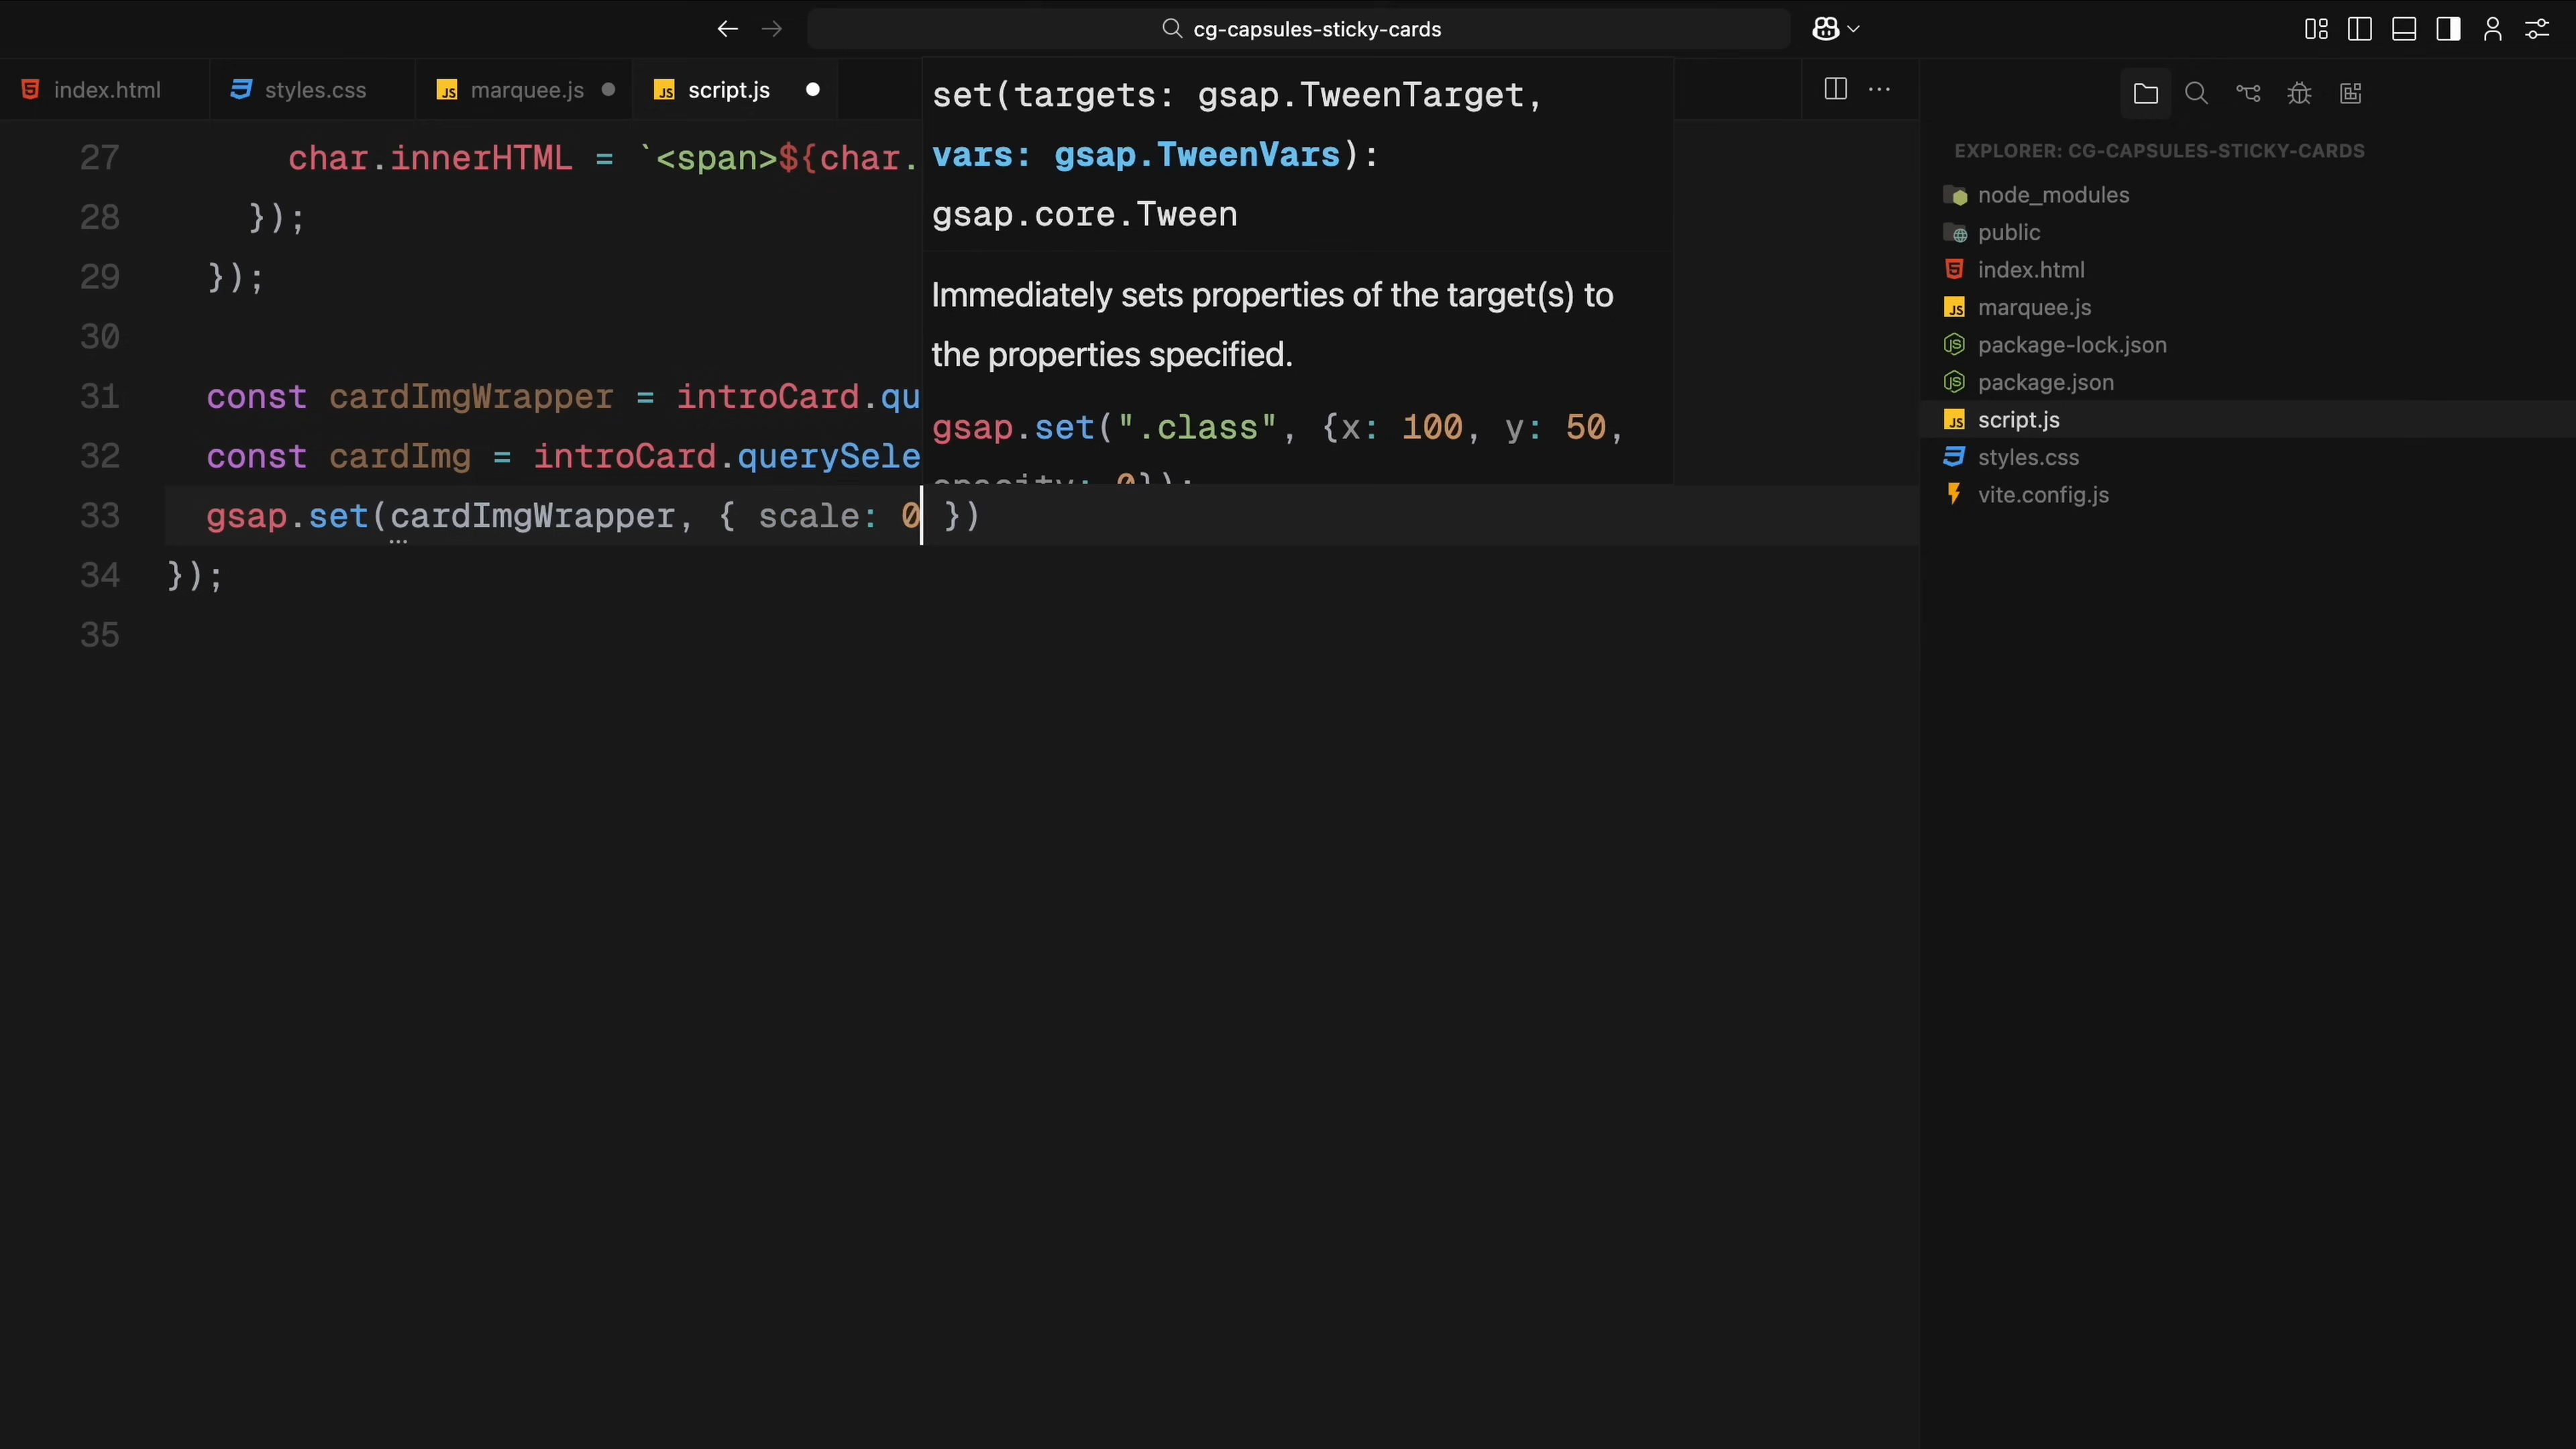 cg-capsules-sticky-cards
index.html
styles.css
marquee.js
script.js
27 char.innerHTML = `<span>${char.
28 });
29 });
30
31 const cardImgWrapper = introCard.qu
32 const cardImg = introCard.querySele
33 gsap.set(cardImgWrapper, { scale: 0 })
34 });
35
set(targets: gsap.TweenTarget,
vars: gsap.TweenVars):
gsap.core.Tween
Immediately sets properties of the target(s) to
the properties specified.
gsap.set(".class", {x: 100, y: 50,
opacity: 0});
EXPLORER: CG-CAPSULES-STICKY-CARDS
node_modules
public
index.html
marquee.js
package-lock.json
package.json
script.js
styles.css
vite.config.js